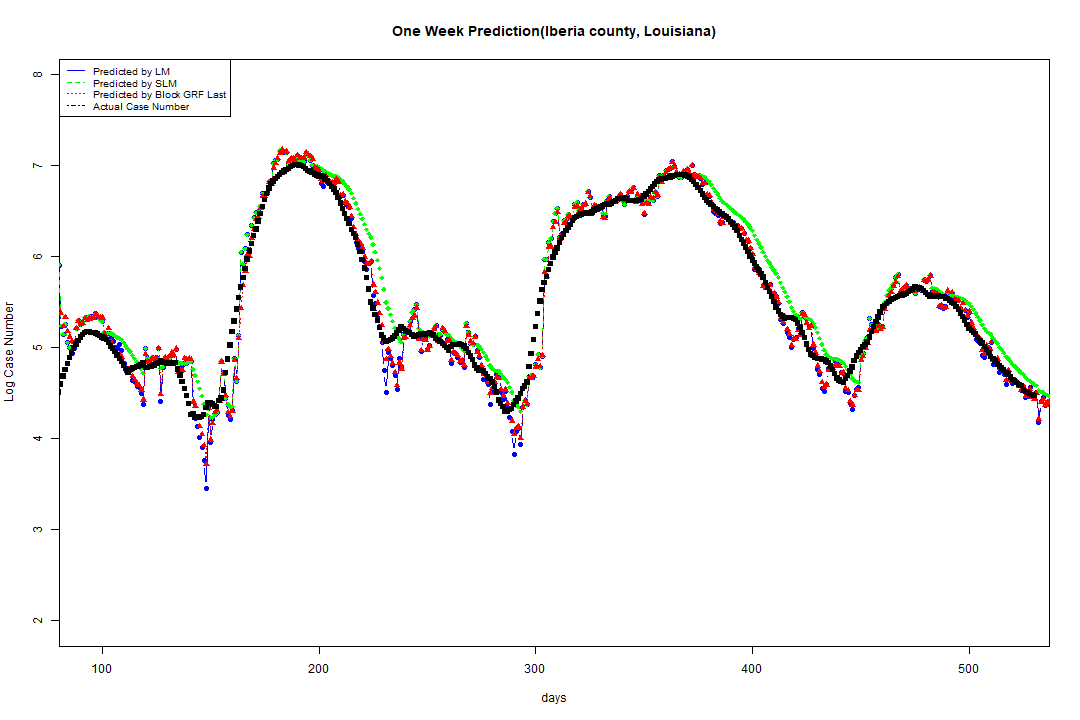 One Week Prediction(Iberia county, Louisiana)
Predicted by LM
Predicted by SLM
Predicted by Block GRF Last
Actual Case Number
8
7
6
5
4
3
2
Log Case Number
100 200 300 400 500
days